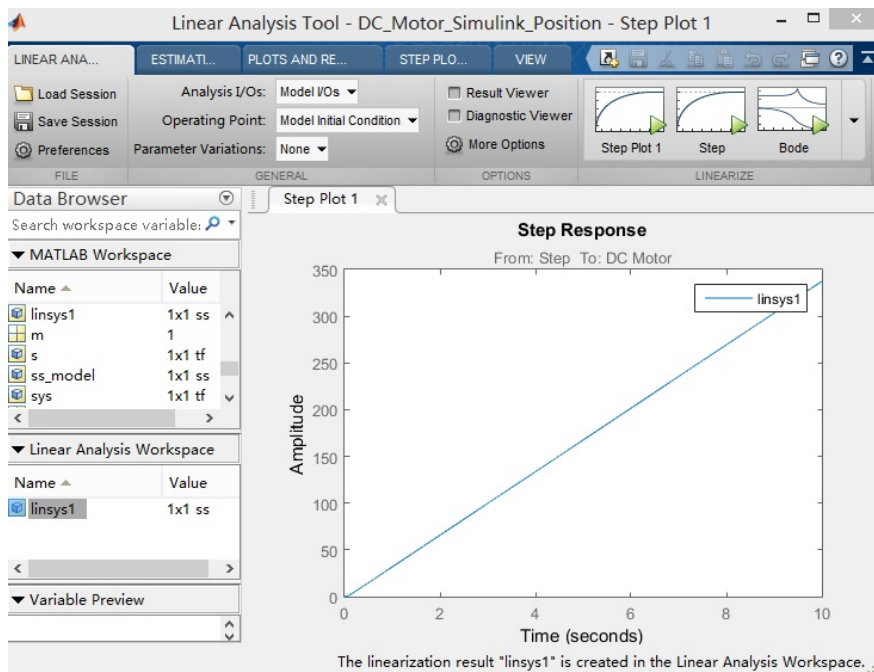 Linear Analysis Tool - DC_Motor_Simulink_Position - Step Plot 1
LINEAR ANA... ESTIMATI... PLOTS AND RE... STEP PLO... VIEW
Load Session
Save Session
Preferences
FILE
Analysis I/Os: Model I/Os
Operating Point: Model Initial Condition
Parameter Variations: None
GENERAL
Result Viewer
Diagnostic Viewer
More Options
OPTIONS
Step Plot 1 Step Bode
LINEARIZE
Data Browser
Search workspace variable:
MATLAB Workspace
Name Value
linsys1 1x1 ss
m 1
s 1x1 tf
ss_model 1x1 ss
sys 1x1 tf
Linear Analysis Workspace
Name Value
linsys1 1x1 ss
Variable Preview
Step Plot 1
Step Response
From: Step To: DC Motor
linsys1
350
300
250
200
150
100
50
0
Amplitude
0 2 4 6 8 10
Time (seconds)
The linearization result "linsys1" is created in the Linear Analysis Workspace.